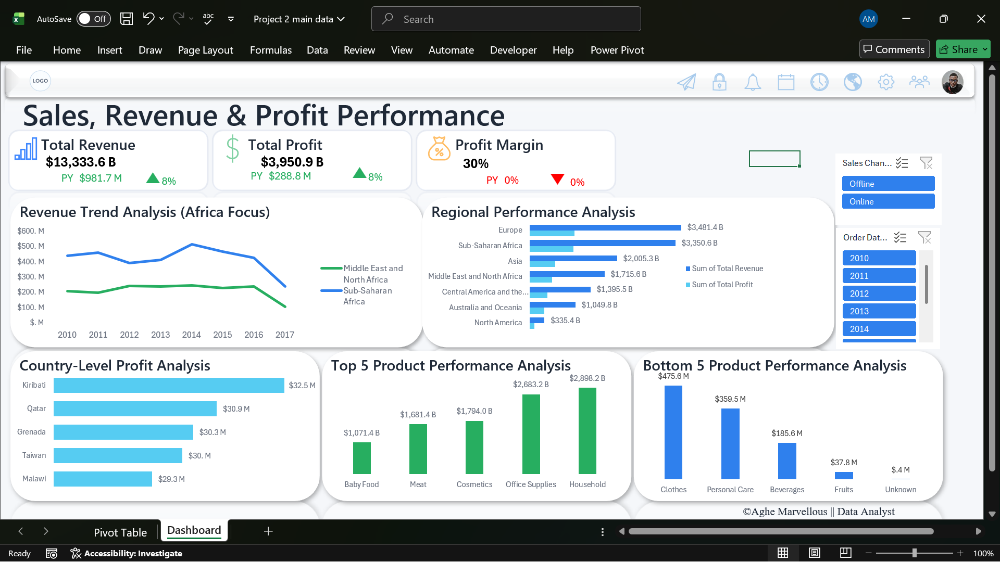 AutoSave Off abc Project 2 main data Search AM
File Home Insert Draw Page Layout Formulas Data Review View Automate Developer Help Power Pivot Comments Share
LOGO
Sales, Revenue & Profit Performance
Total Revenue
$13,333.6 B
PY $981.7 M 8%
Total Profit
$3,950.9 B
PY $288.8 M 8%
Profit Margin
30%
PY 0% 0%
Sales Chan...
Offline
Online
Order Dat...
2010
2011
2012
2013
2014
Revenue Trend Analysis (Africa Focus)
$600. M
$500. M
$400. M
$300. M
$200. M
$100. M
$. M
2010 2011 2012 2013 2014 2015 2016 2017
Middle East and
North Africa
Sub-Saharan
Africa
Regional Performance Analysis
Europe $3,481.4 B
Sub-Saharan Africa $3,350.6 B
Asia $2,005.3 B
Middle East and North Africa $1,715.6 B
Central America and the... $1,395.5 B
Australia and Oceania $1,049.8 B
North America $335.4 B
Sum of Total Revenue
Sum of Total Profit
Country-Level Profit Analysis
Kiribati $32.5 M
Qatar $30.9 M
Grenada $30.3 M
Taiwan $30. M
Malawi $29.3 M
Top 5 Product Performance Analysis
$1,071.4 B $1,681.4 B $1,794.0 B $2,683.2 B $2,898.2 B
Baby Food Meat Cosmetics Office Supplies Household
Bottom 5 Product Performance Analysis
$475.6 M $359.5 M $185.6 M $37.8 M $.4 M
Clothes Personal Care Beverages Fruits Unknown
©Aghe Marvellous || Data Analyst
Pivot Table Dashboard
Ready Accessibility: Investigate 100%